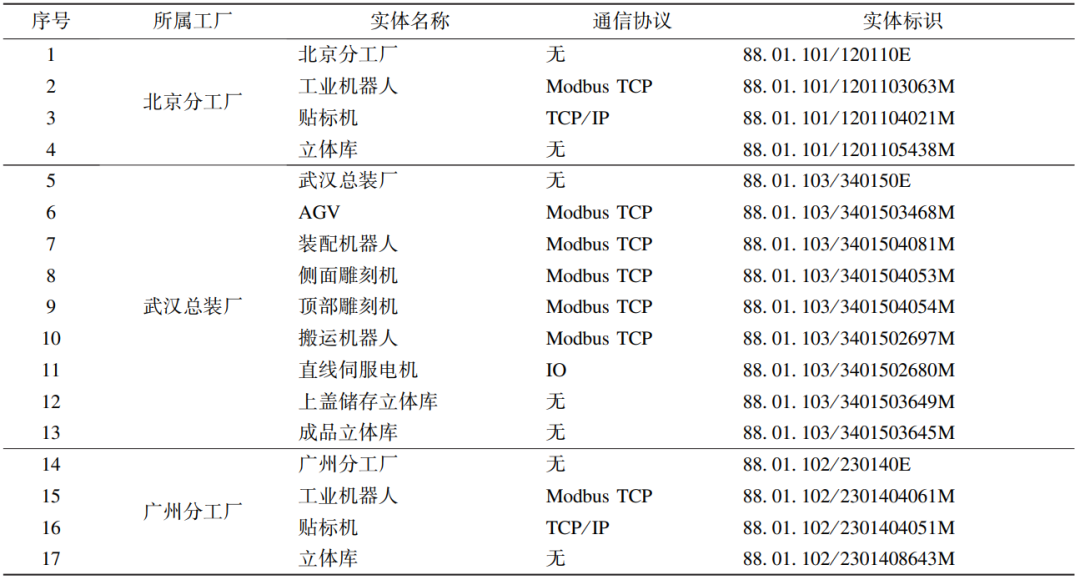 序号 所属工厂 实体名称 通信协议 实体标识
1 北京分工厂 无 88.01.101/120110E
2 工业机器人 Modbus TCP 88.01.101/1201103063M
北京分工厂
3 贴标机 TCP/IP 88.01.101/1201104021M
4 立体库 无 88.01.101/1201105438M
5 武汉总装厂 无 88.01.103/340150E
6 AGV Modbus TCP 88.01.103/3401503468M
7 装配机器人 Modbus TCP 88.01.103/3401504081M
8 侧面雕刻机 Modbus TCP 88.01.103/3401504053M
9 武汉总装厂 顶部雕刻机 Modbus TCP 88.01.103/3401504054M
10 搬运机器人 Modbus TCP 88.01.103/3401502697M
11 直线伺服电机 IO 88.01.103/3401502680M
12 上盖储存立体库 无 88.01.103/3401503649M
13 成品立体库 无 88.01.103/3401503645M
14 广州分工厂 无 88.01.102/230140E
15 工业机器人 Modbus TCP 88.01.102/2301404061M
广州分工厂
16 贴标机 TCP/IP 88.01.102/2301404051M
17 立体库 无 88.01.102/2301408643M